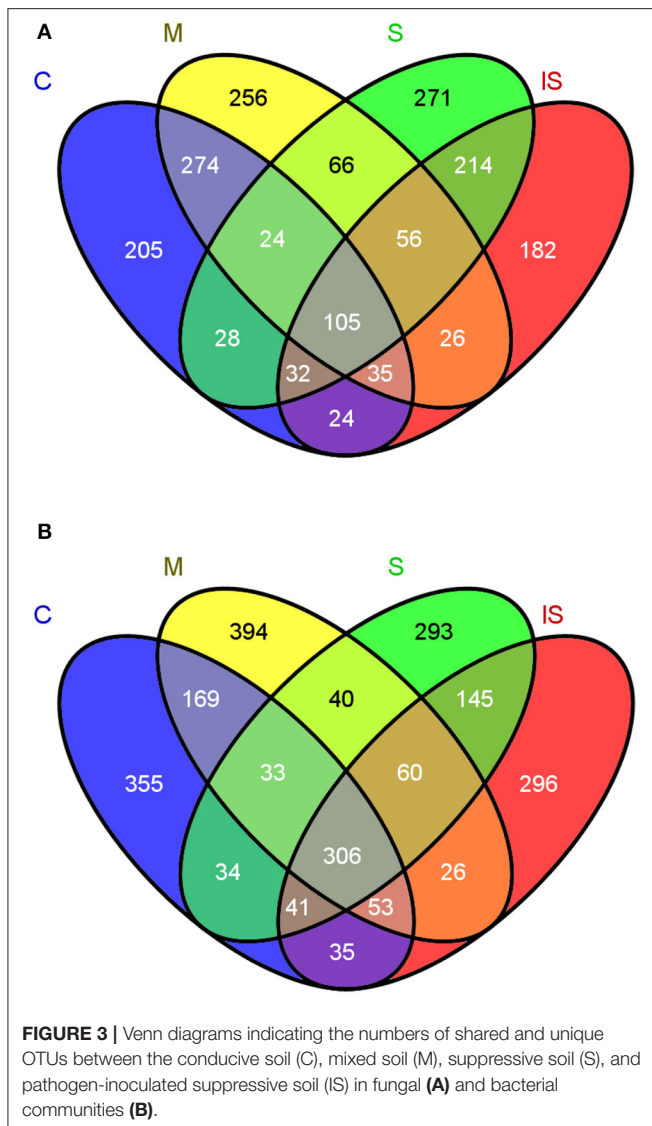 A
M
S
C
IS
256
271
274
66
214
205
24
56
182
28
105
26
32
35
24
B
M
S
C
IS
394
293
169
40
145
355
33
60
296
34
306
26
41
53
35
FIGURE 3 | Venn diagrams indicating the numbers of shared and unique
OTUs between the conducive soil (C), mixed soil (M), suppressive soil (S), and
pathogen-inoculated suppressive soil (IS) in fungal (A) and bacterial
communities (B).